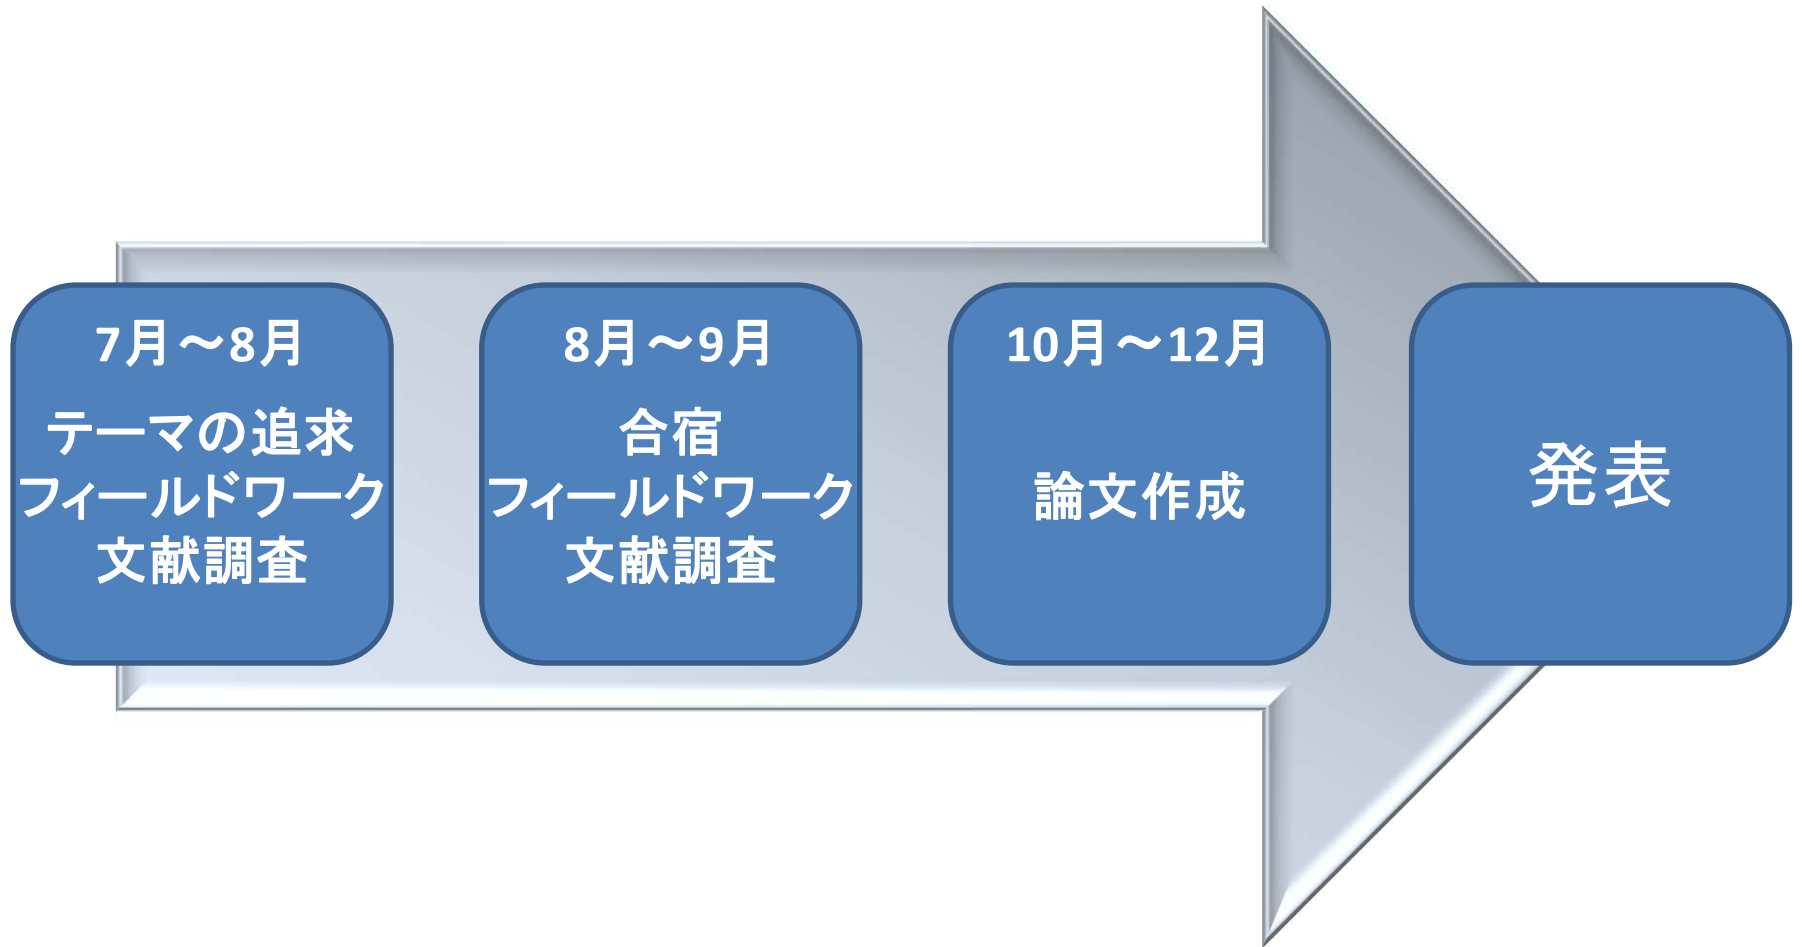 7月～8月
テーマの追求
フィールドワーク
文献調査
8月～9月
合宿
フィールドワーク
文献調査
10月～12月
論文作成
発表